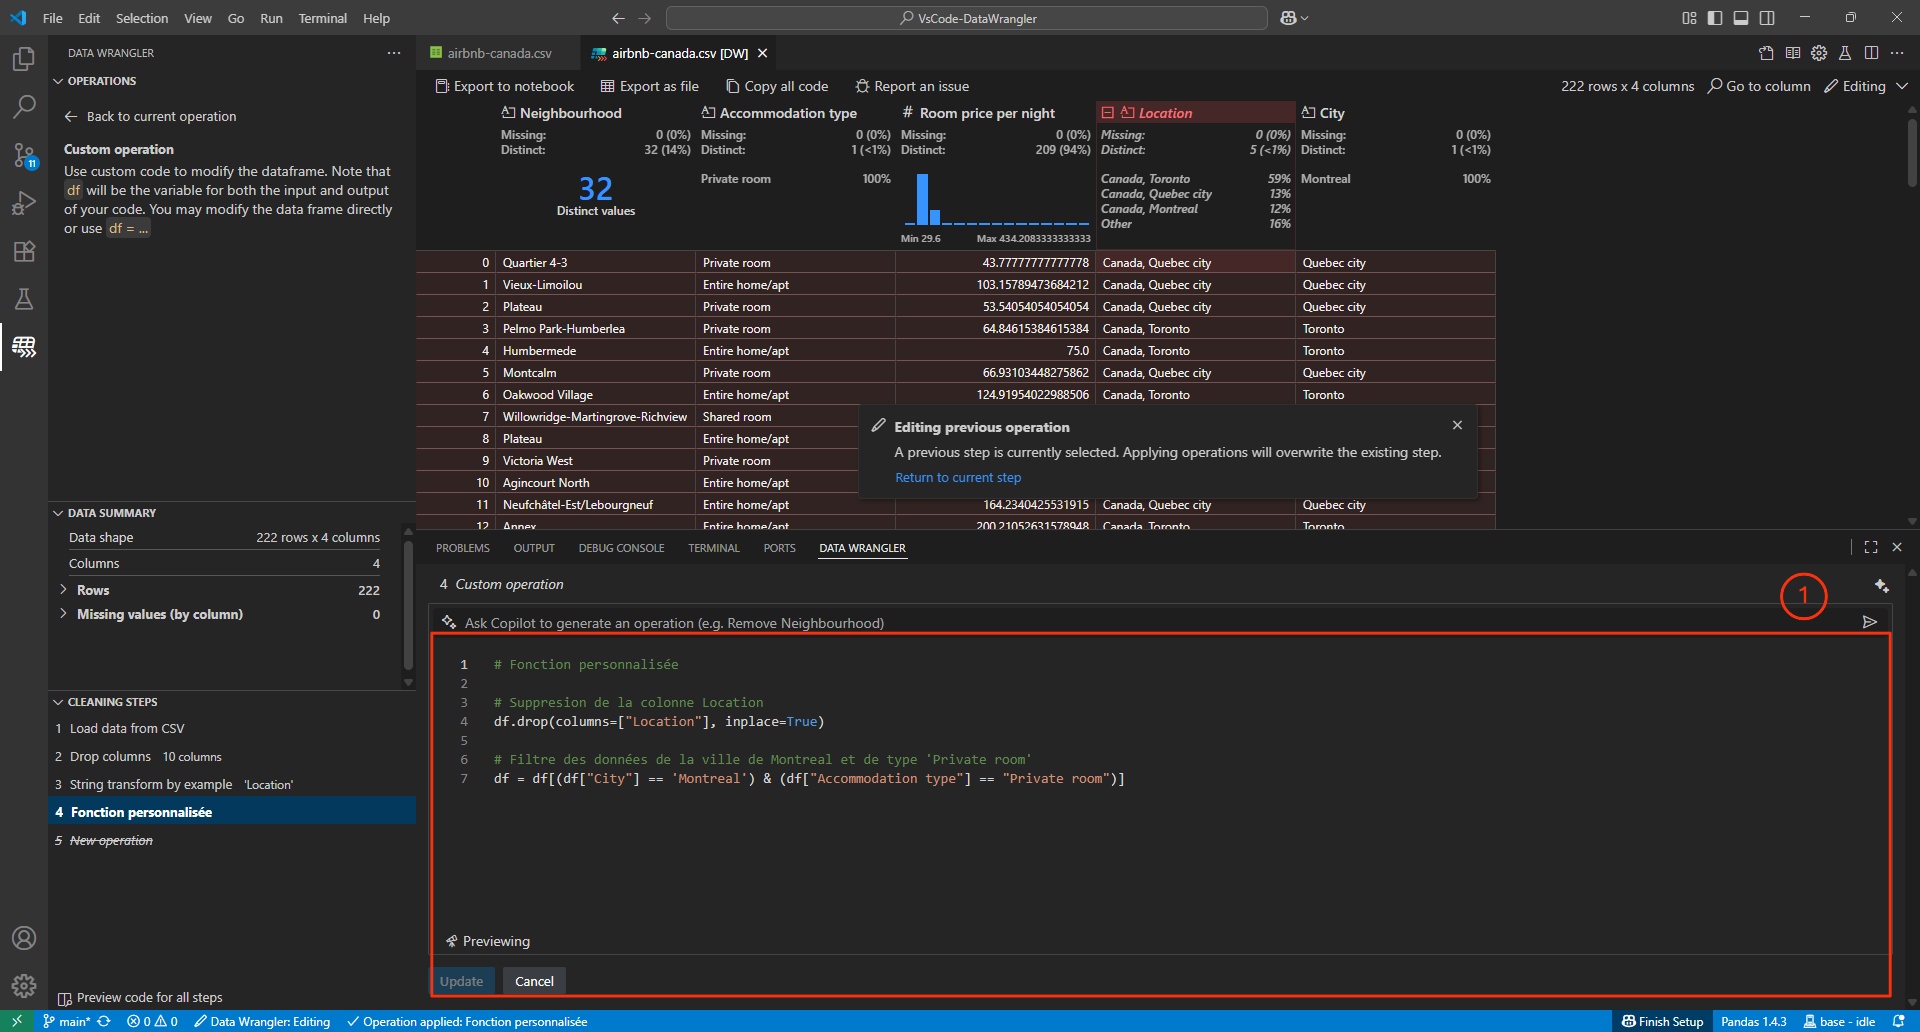 File Edit Selection View Go Run Terminal Help
VsCode-DataWrangler
DATA WRANGLER
OPERATIONS
Back to current operation
Custom operation
Use custom code to modify the dataframe. Note that
df will be the variable for both the input and output
of your code. You may modify the data frame directly
or use df = ...
11
airbnb-canada.csv
airbnb-canada.csv [DW]
Export to notebook Export as file Copy all code Report an issue
222 rows x 4 columns Go to column Editing
Neighbourhood Accommodation type # Room price per night Location City
Missing: 0 (0%) Missing: 0 (0%) Missing: 0 (0%) Missing: 0 (0%) Missing: 0 (0%)
Distinct: 32 (14%) Distinct: 1 (<1%) Distinct: 209 (94%) Distinct: 5 (<1%) Distinct: 1 (<1%)
32
Distinct values
Private room 100%
Min 29.6 Max 434.2083333333333
Canada, Toronto 59%
Canada, Quebec city 13%
Canada, Montreal 12%
Other 16%
Montreal 100%
0 Quartier 4-3 Private room 43.77777777777778 Canada, Quebec city Quebec city
1 Vieux-Limoilou Entire home/apt 103.15789473684212 Canada, Quebec city Quebec city
2 Plateau Private room 53.54054054054054 Canada, Quebec city Quebec city
3 Pelmo Park-Humberlea Private room 64.84615384615384 Canada, Toronto Toronto
4 Humbermede Entire home/apt 75.0 Canada, Toronto Toronto
5 Montcalm Private room 66.93103448275862 Canada, Quebec city Quebec city
6 Oakwood Village Entire home/apt 124.91954022988506 Canada, Toronto Toronto
7 Willowridge-Martingrove-Richview Shared room
8 Plateau Entire home/apt
9 Victoria West Private room
10 Agincourt North Entire home/apt
11 Neufchâtel-Est/Lebourgneuf Entire home/apt 164.2340425531915 Canada, Quebec city Quebec city
12 Annex Entire home/apt 200.21052631578948 Canada, Toronto Toronto
Editing previous operation
A previous step is currently selected. Applying operations will overwrite the existing step.
Return to current step
DATA SUMMARY
Data shape 222 rows x 4 columns
Columns 4
Rows 222
Missing values (by column) 0
CLEANING STEPS
1 Load data from CSV
2 Drop columns 10 columns
3 String transform by example 'Location'
4 Fonction personnalisée
5 New operation
Preview code for all steps
PROBLEMS OUTPUT DEBUG CONSOLE TERMINAL PORTS DATA WRANGLER
4 Custom operation
1
Ask Copilot to generate an operation (e.g. Remove Neighbourhood)
1 # Fonction personnalisée
2
3 # Suppresion de la colonne Location
4 df.drop(columns=["Location"], inplace=True)
5
6 # Filtre des données de la ville de Montreal et de type 'Private room'
7 df = df[(df["City"] == 'Montreal') & (df["Accommodation type"] == "Private room")]
Previewing
Update Cancel
main* 0 0 Data Wrangler: Editing Operation applied: Fonction personnalisée
Finish Setup Pandas 1.4.3 base - idle